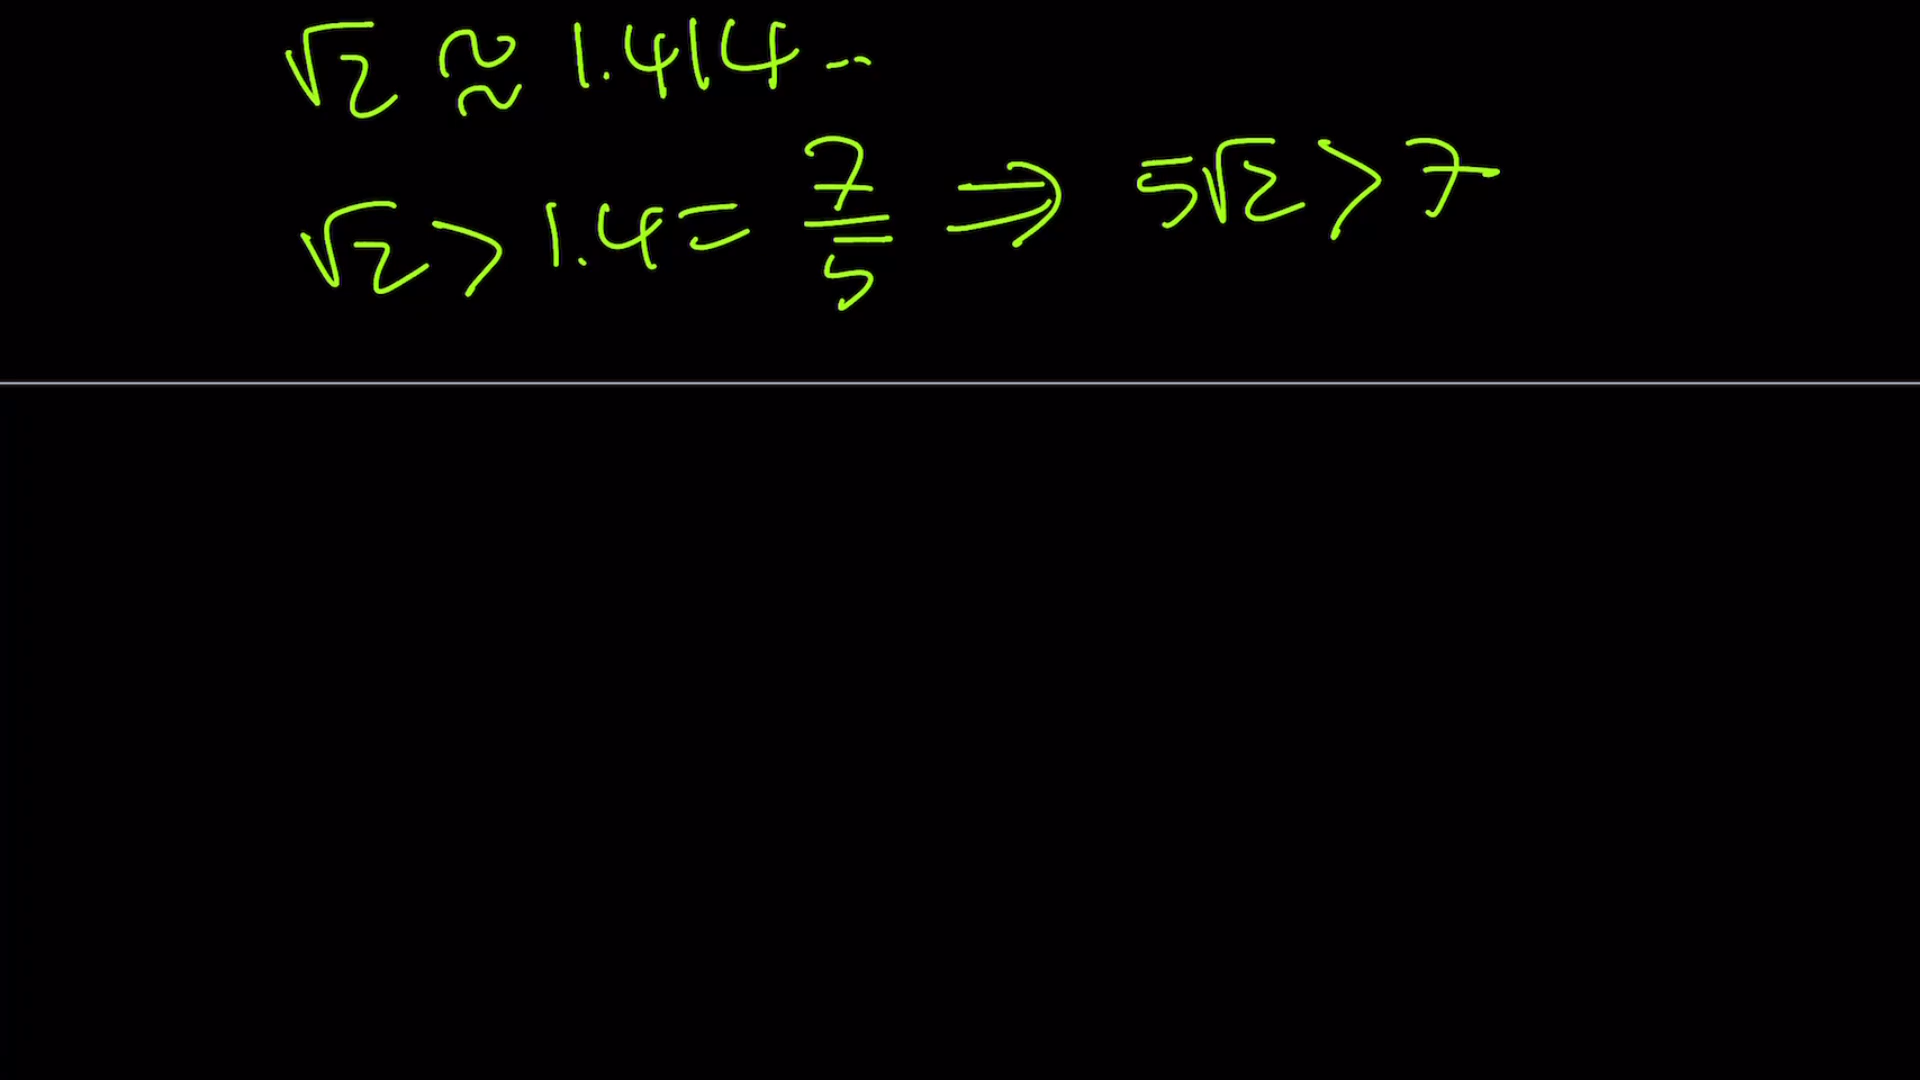 √2 ≈ 1.414--
√2 > 1.4 = 7/5 ⇒ 5√2 > 7